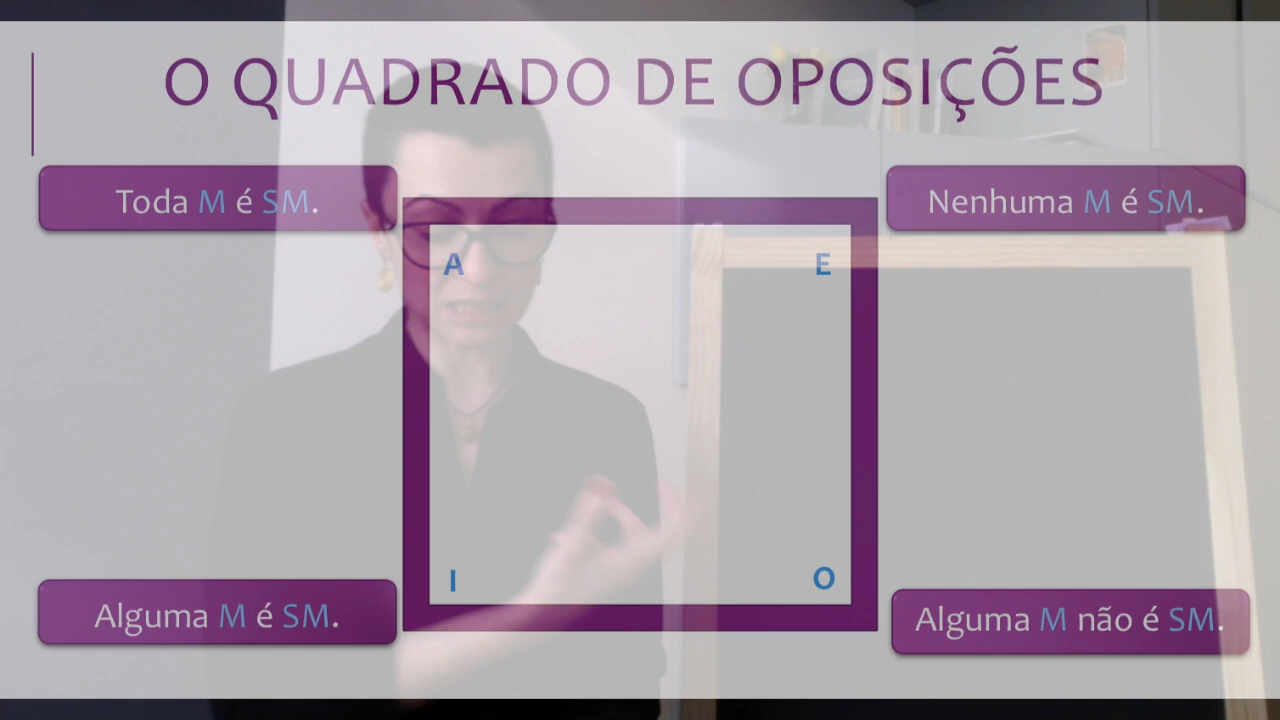 O QUADRADO DE OPOSIÇÕES
Toda M é SM.
Nenhuma M é SM.
A
E
I
O
Alguma M é SM.
Alguma M não é SM.